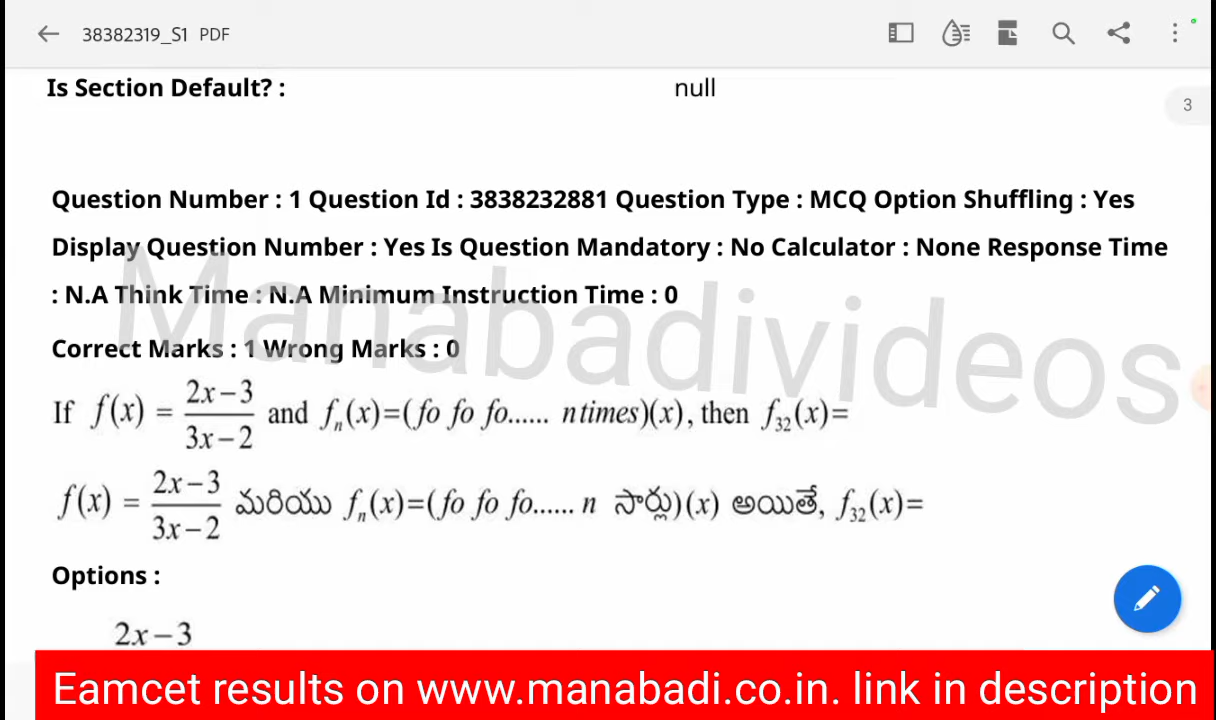 38382319_S1 PDF
Is Section Default? : null
3
Question Number : 1 Question Id : 3838232881 Question Type : MCQ Option Shuffling : Yes
Display Question Number : Yes Is Question Mandatory : No Calculator : None Response Time
: N.A Think Time : N.A Minimum Instruction Time : 0
Manabadivideos
Correct Marks : 1 Wrong Marks : 0
If f(x) = (2x−3)/(3x−2) and fₙ(x)=(fo fo fo...... n times)(x), then f₃₂(x)=
f(x) = (2x−3)/(3x−2) మరియు fₙ(x)=(fo fo fo...... n సార్లు)(x) అయితే, f₃₂(x)=
Options :
2x−3
Eamcet results on www.manabadi.co.in. link in description